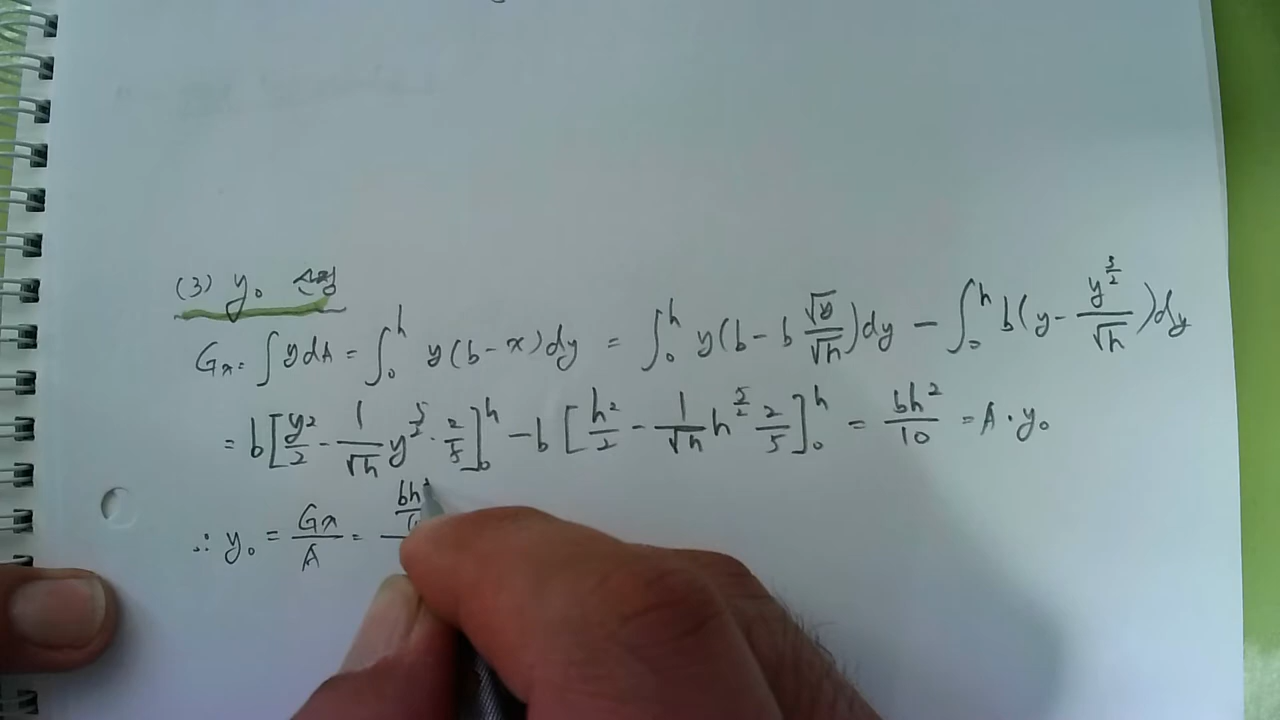 (3) y₀ 산정
Gx = ∫ y dA = ∫₀ʰ y(b-x)dy = ∫₀ʰ y(b-b √y/√h)dy - ∫₀ʰ b(y- y^(3/2)/√h)dy
= b[y²/2 - 1/√h y^(5/2)·2/5]₀ʰ - b[h²/2 - 1/√h h^(5/2) 2/5]₀ʰ = bh²/10 = A·y₀
∴ y₀ = Gx/A = bh²